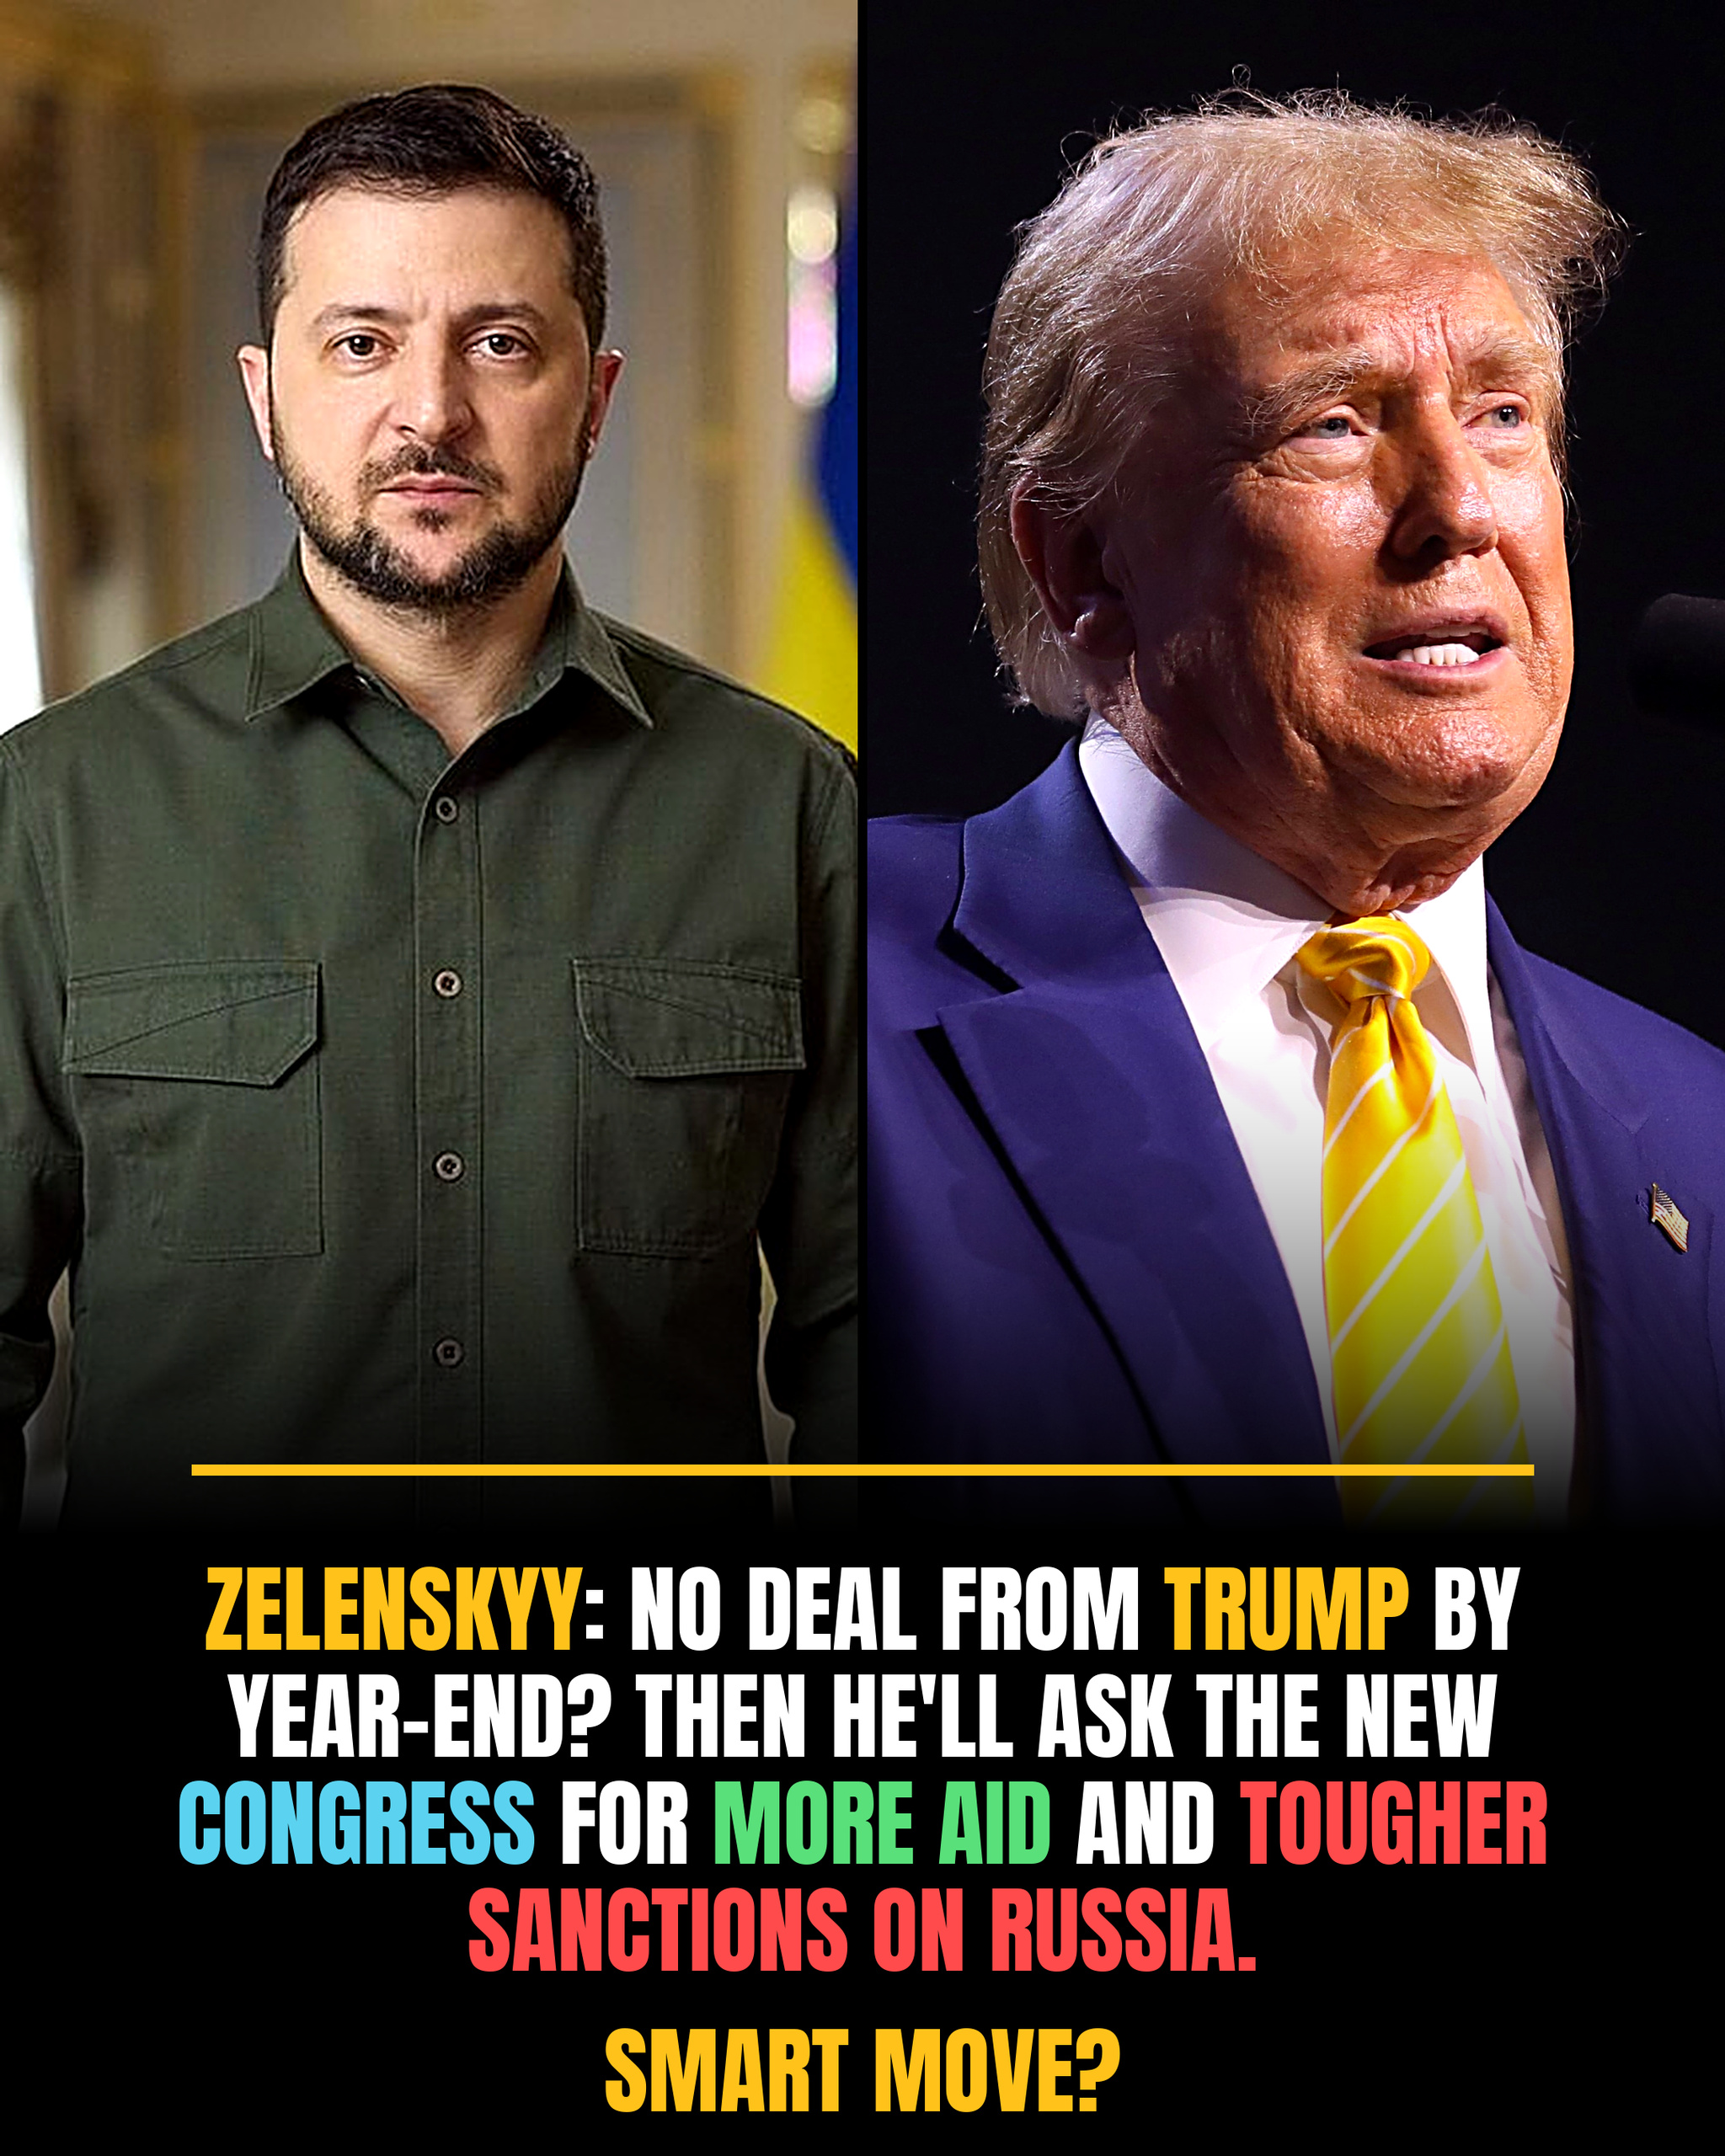 ZELENSKYY: NO DEAL FROM TRUMP BY
YEAR-END? THEN HE'LL ASK THE NEW
CONGRESS FOR MORE AID AND TOUGHER
SANCTIONS ON RUSSIA.
SMART MOVE?